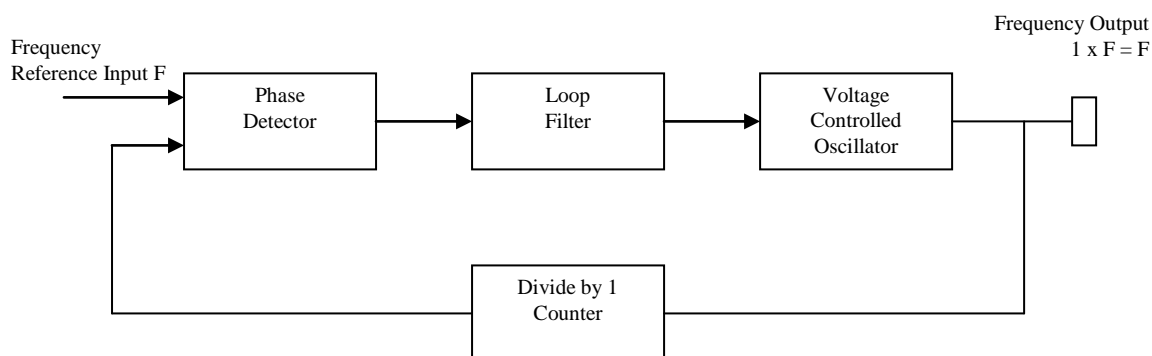 Frequency Output
1 x F = F
Frequency
Reference Input F
Phase
Detector
Loop
Filter
Voltage
Controlled
Oscillator
Divide by 1
Counter